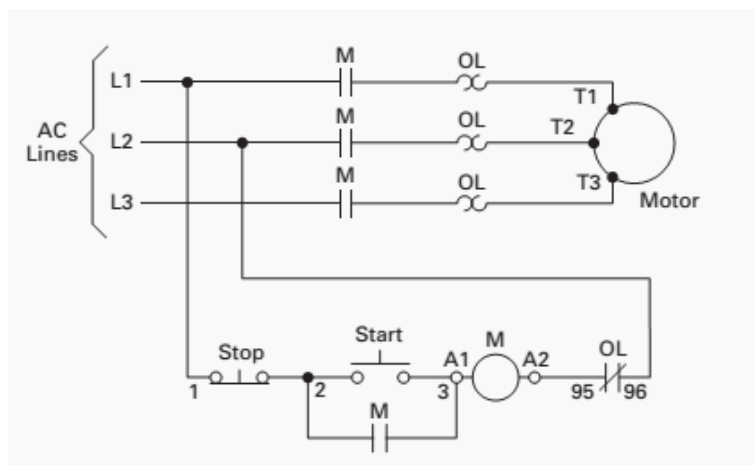 M OL
L1 T1
M OL
AC
Lines
L2 T2
M OL
L3 T3
Motor
Start
Stop A1 M A2 OL
1 2 3 95 96
M